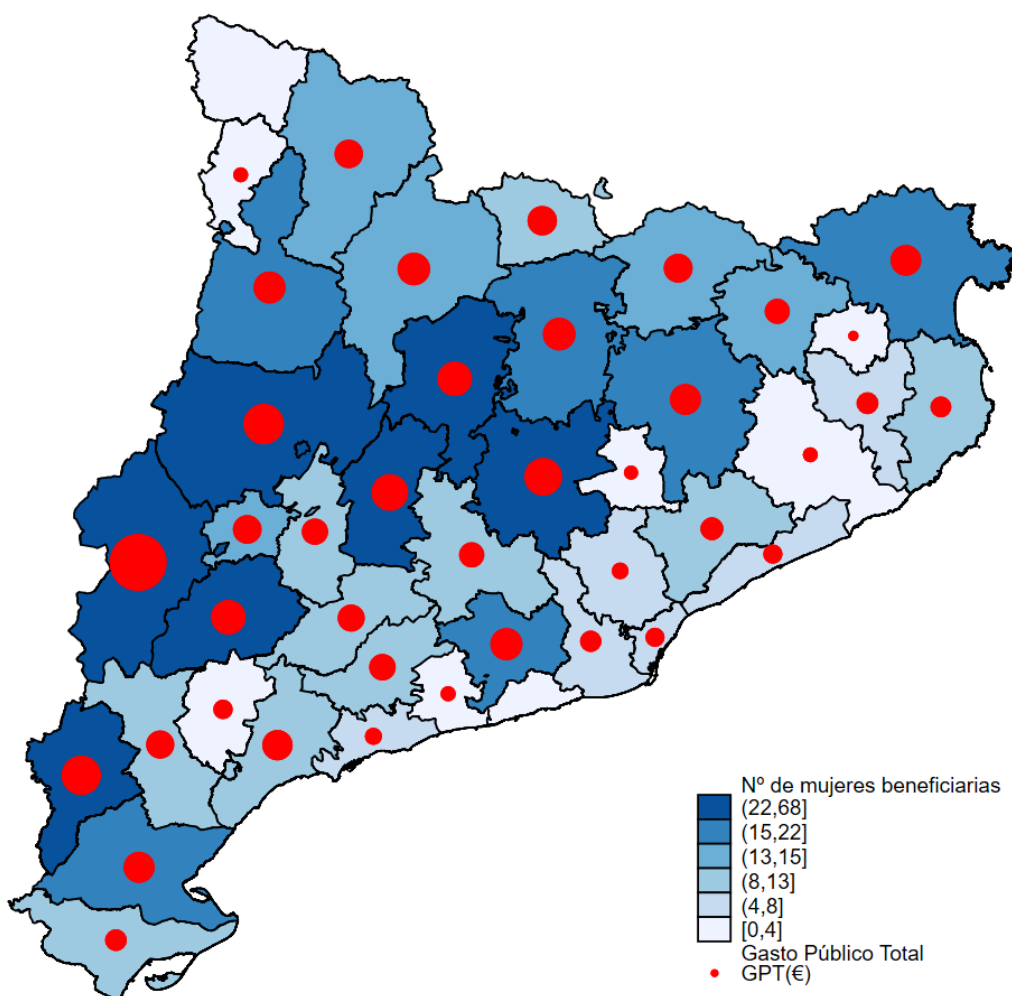 Nº de mujeres beneficiarias
(22,68]
(15,22]
(13,15]
(8,13]
(4,8]
[0,4]
Gasto Público Total
GPT(€)